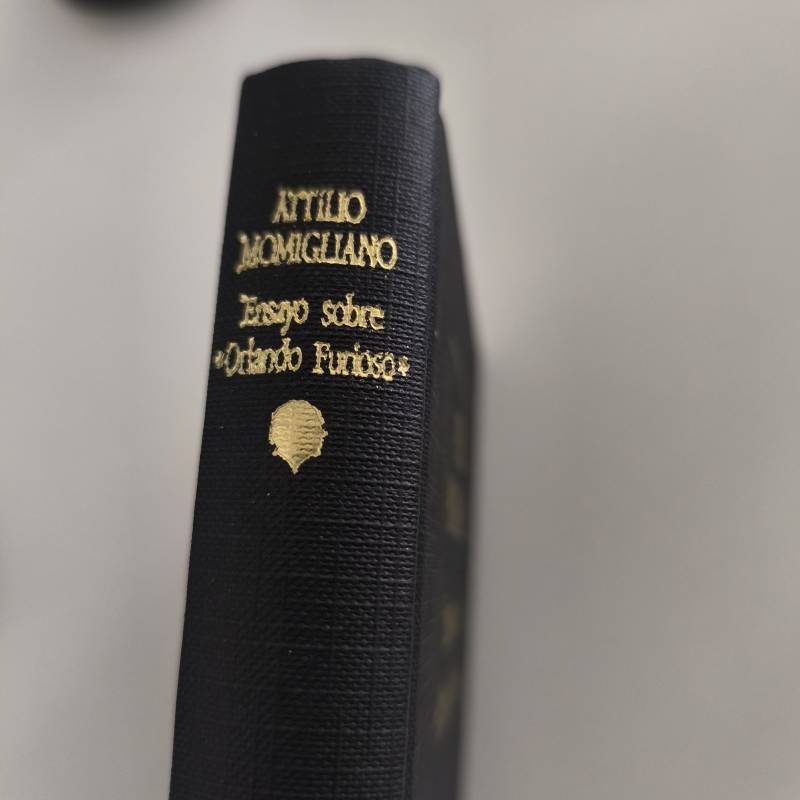 ATTILIO
MOMIGLIANO
Ensayo sobre
«Orlando Furioso»